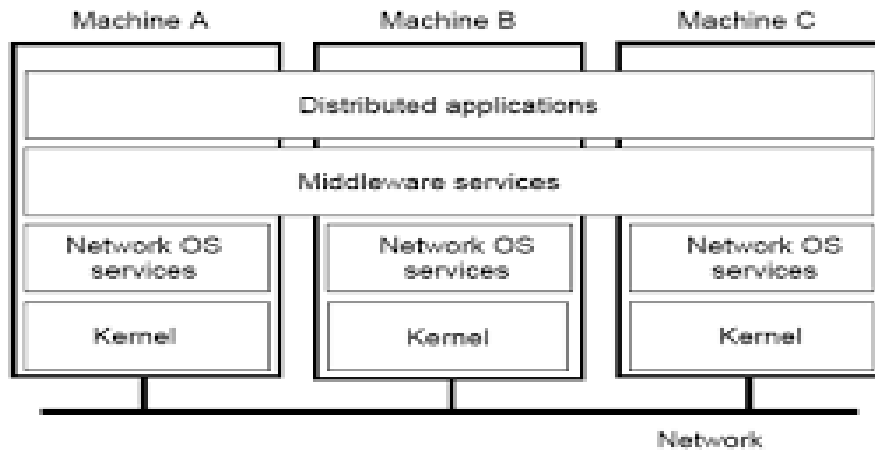 Machine A
Machine B
Machine C
Distributed applications
Middleware services
Network OS
services
Network OS
services
Network OS
services
Kernel
Kernel
Kernel
Network